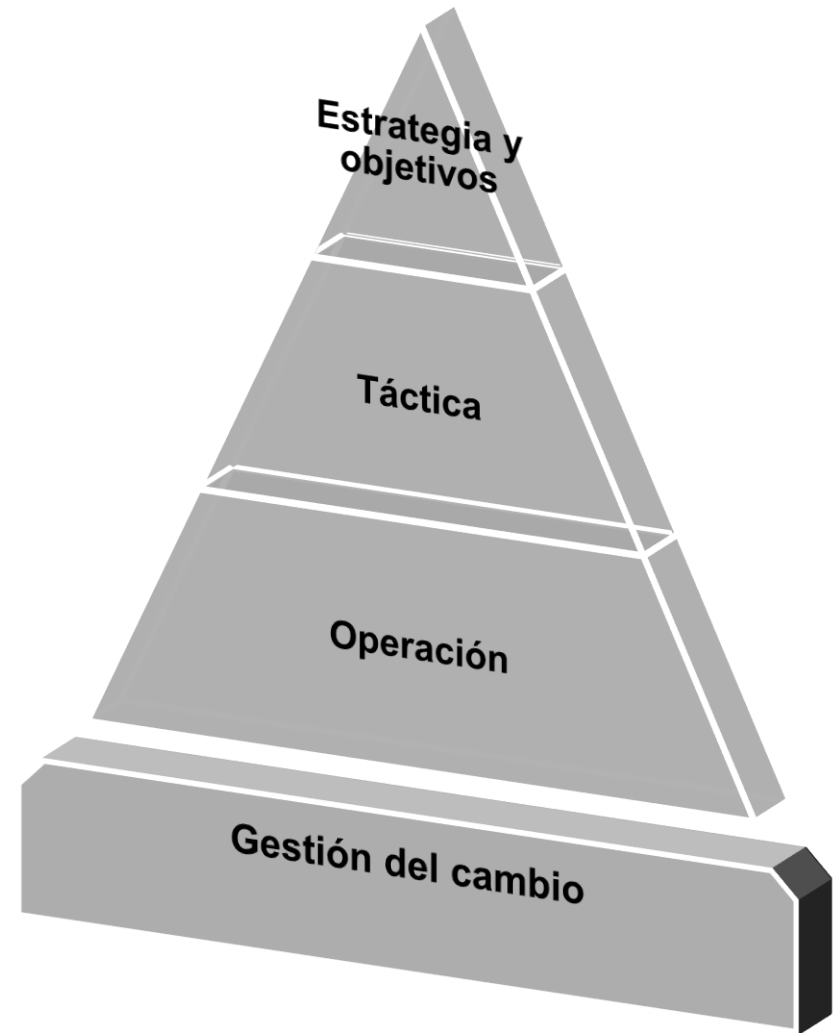 Estrategia y
objetivos
Táctica
Operación
Gestión del cambio